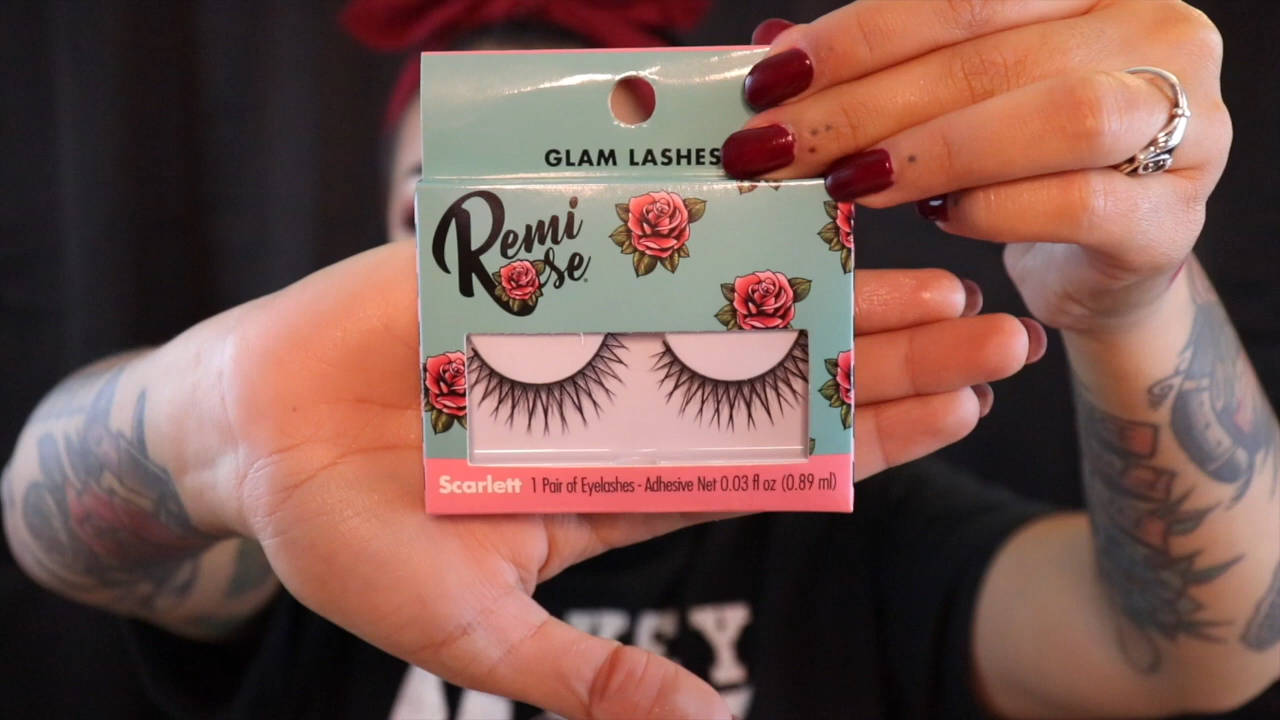 GLAM LASHES
Remi
Rose
Scarlett 1 Pair of Eyelashes - Adhesive Net 0.03 fl oz (0.89 ml)